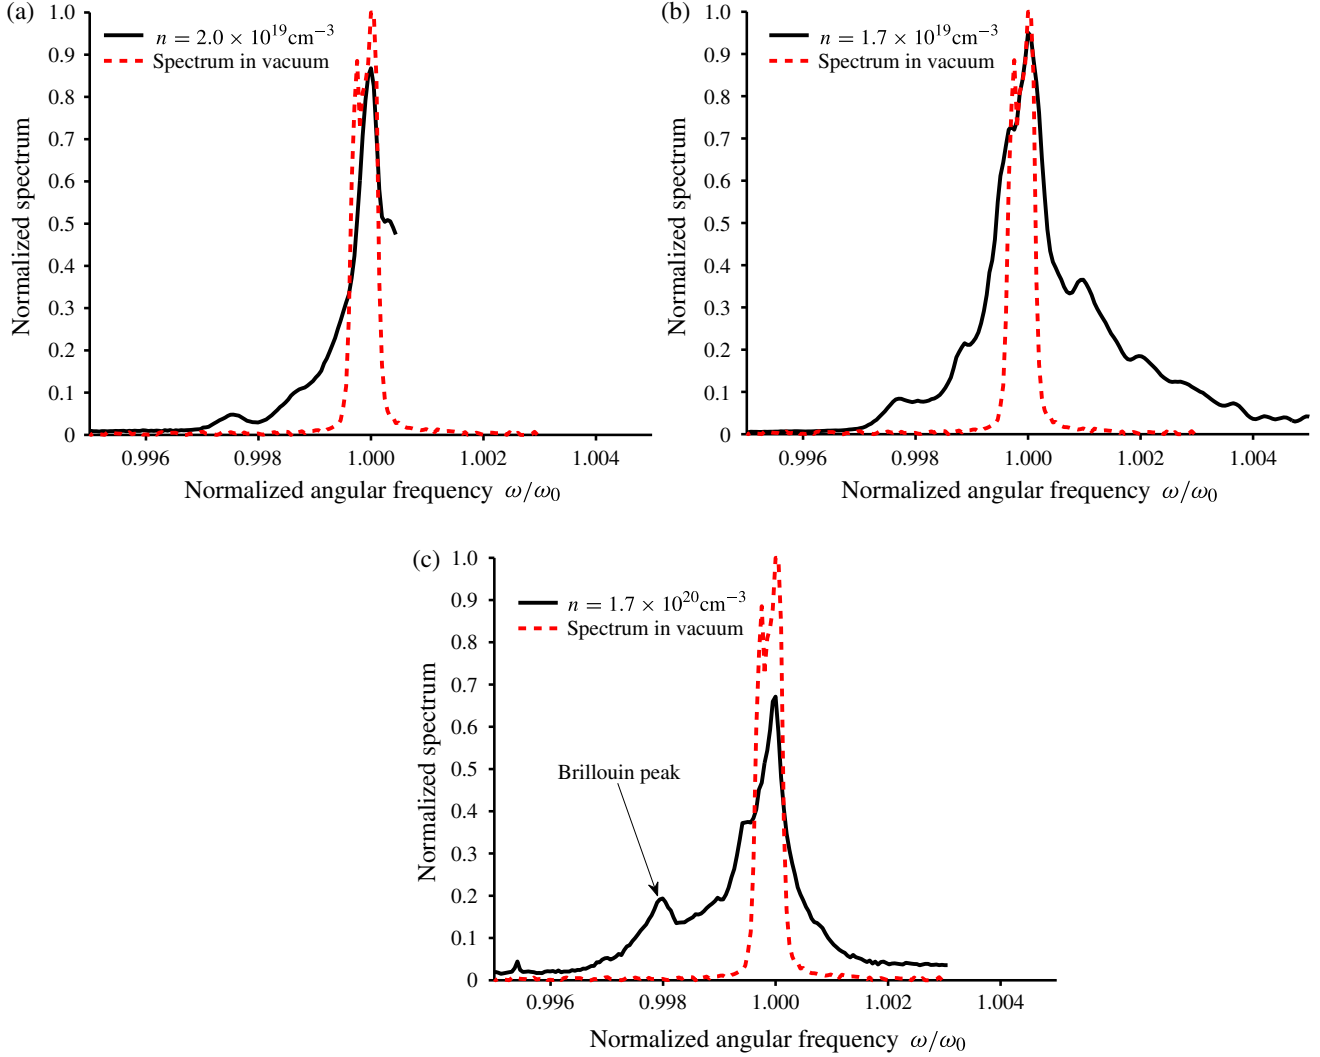 (a)
n = 2.0 × 10¹⁹cm⁻³
Spectrum in vacuum
1.0
0.9
0.8
0.7
0.6
0.5
0.4
0.3
0.2
0.1
0
Normalized spectrum
0.996 0.998 1.000 1.002 1.004
Normalized angular frequency ω/ω₀
(b)
n = 1.7 × 10¹⁹cm⁻³
Spectrum in vacuum
1.0
0.9
0.8
0.7
0.6
0.5
0.4
0.3
0.2
0.1
0
Normalized spectrum
0.996 0.998 1.000 1.002 1.004
Normalized angular frequency ω/ω₀
(c)
n = 1.7 × 10²⁰cm⁻³
Spectrum in vacuum
Brillouin peak
1.0
0.9
0.8
0.7
0.6
0.5
0.4
0.3
0.2
0.1
0
Normalized spectrum
0.996 0.998 1.000 1.002 1.004
Normalized angular frequency ω/ω₀